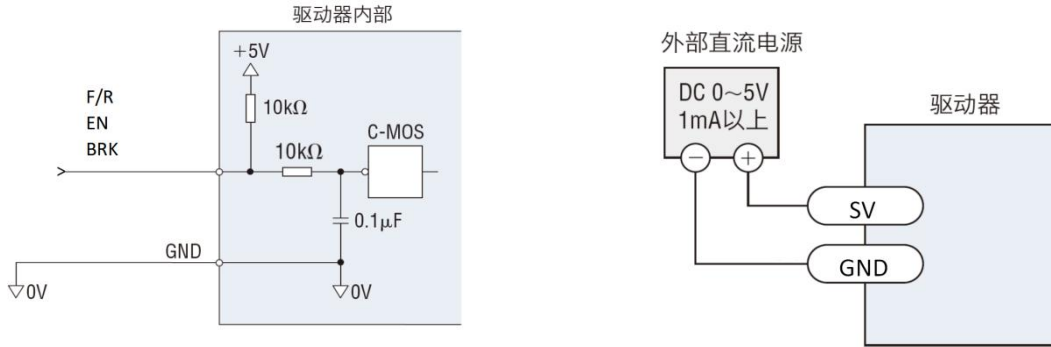 驱动器内部
+5V
10kΩ
F/R
EN
BRK
10kΩ
C-MOS
0.1μF
GND
0V
0V
外部直流电源
DC 0~5V
1mA以上
− +
驱动器
SV
GND